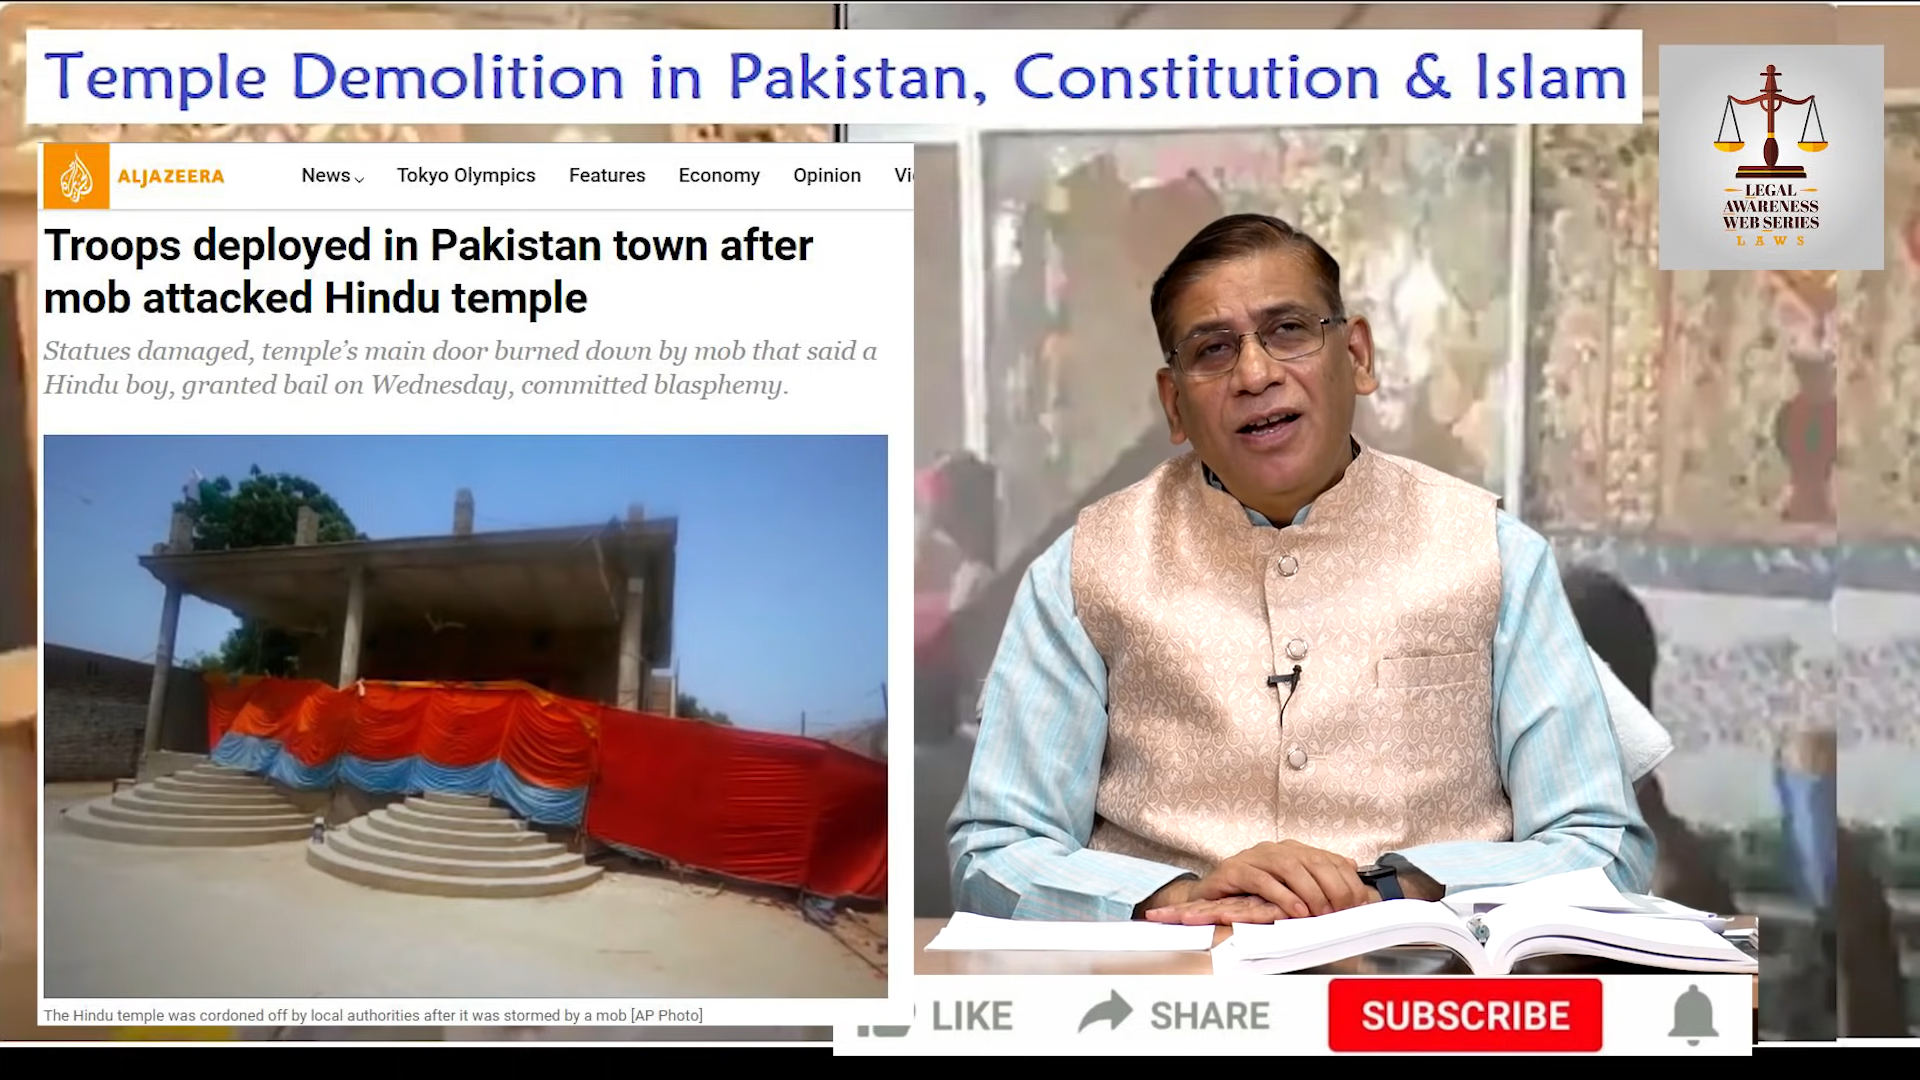 Temple Demolition in Pakistan, Constitution & Islam
LEGAL
AWARENESS
WEB SERIES
LAWS
ALJAZEERA
News Tokyo Olympics Features Economy Opinion
Troops deployed in Pakistan town after
mob attacked Hindu temple
Statues damaged, temple's main door burned down by mob that said a
Hindu boy, granted bail on Wednesday, committed blasphemy.
The Hindu temple was cordoned off by local authorities after it was stormed by a mob [AP Photo]
LIKE SHARE SUBSCRIBE